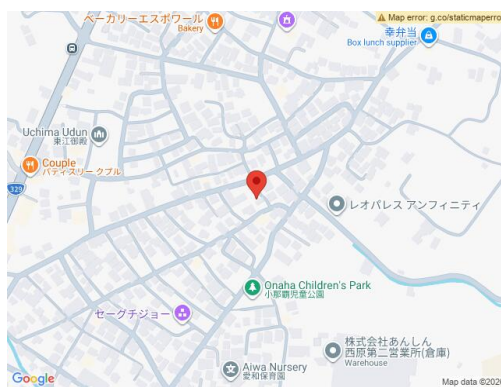 ベーカリーエスポワール
Bakery
Map error: g.co/staticmaperro
幸弁当
Box lunch supplier
Uchima Udun
東江御殿
Couple
パティスリー クプル
329
レオパレス アンフィニティ
Onaha Children's Park
小那覇児童公園
セーグチジョー
株式会社あんしん
西原第二営業所(倉庫)
Warehouse
Aiwa Nursery
愛和保育園
Google
Map data ©202